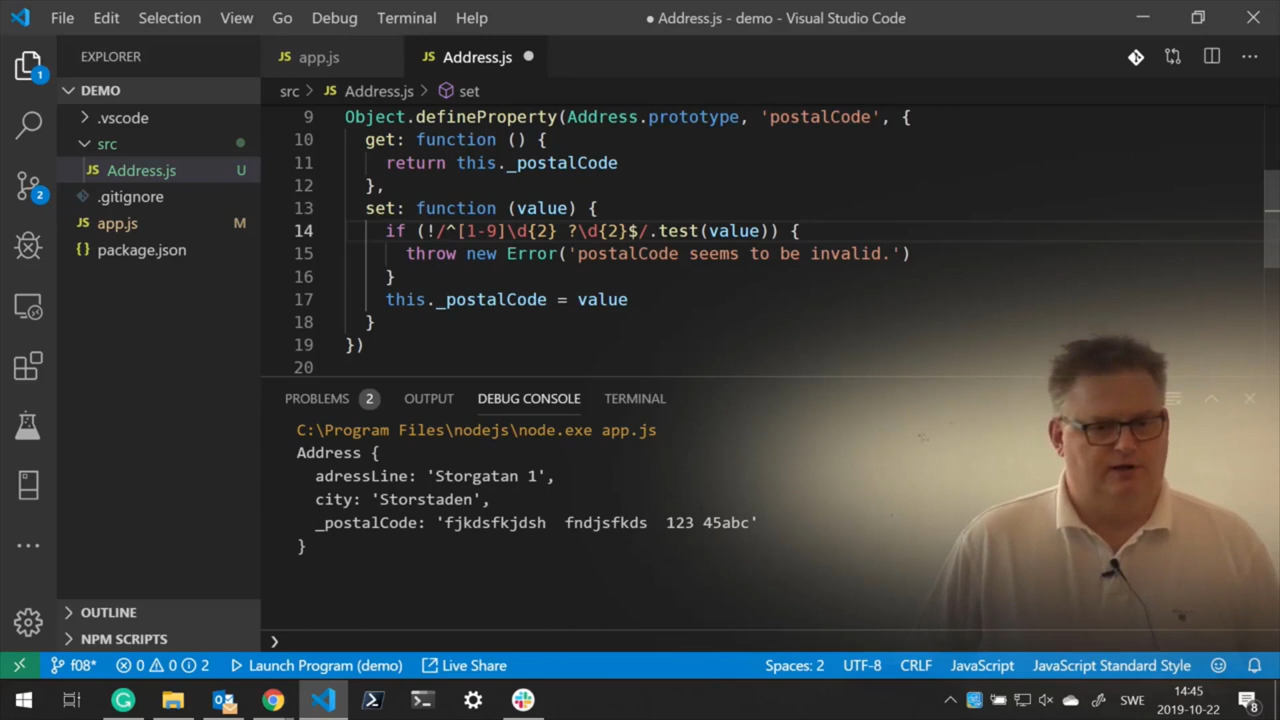 File Edit Selection View Go Debug Terminal Help ● Address.js - demo - Visual Studio Code
EXPLORER
JS app.js
JS Address.js ●
1
DEMO
src > JS Address.js > set
.vscode
src
JS Address.js U
.gitignore
JS app.js M
{} package.json
2
9 Object.defineProperty(Address.prototype, 'postalCode', {
10 get: function () {
11 return this._postalCode
12 },
13 set: function (value) {
14 if (!/^[1-9]\d{2} ?\d{2}$/.test(value)) {
15 throw new Error('postalCode seems to be invalid.')
16 }
17 this._postalCode = value
18 }
19 })
20
PROBLEMS 2 OUTPUT DEBUG CONSOLE TERMINAL
C:\Program Files\nodejs\node.exe app.js
Address {
adressLine: 'Storgatan 1',
city: 'Storstaden',
_postalCode: 'fjkdsfkjdsh  fndjsfkds  123 45abc'
}
OUTLINE
NPM SCRIPTS
f08* 0 0 2 Launch Program (demo) Live Share Spaces: 2 UTF-8 CRLF JavaScript JavaScript Standard Style
SWE 14:45
2019-10-22
8